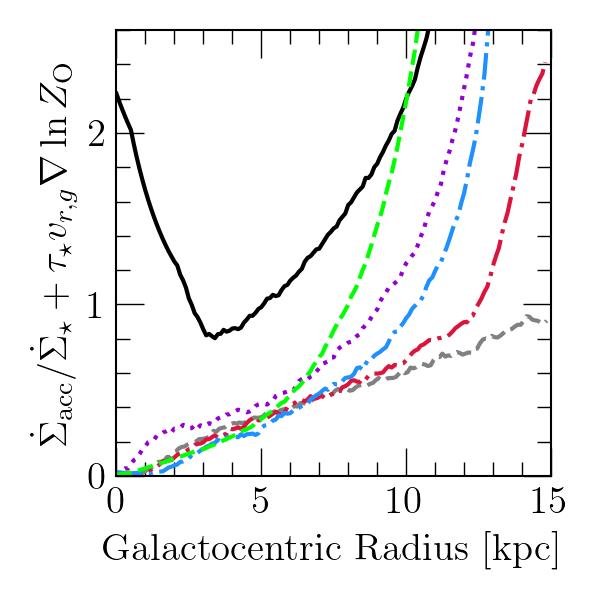 Σ̇acc/Σ̇⋆ + τ⋆vr,g∇ ln ZO
2
1
0
0 5 10 15
Galactocentric Radius [kpc]